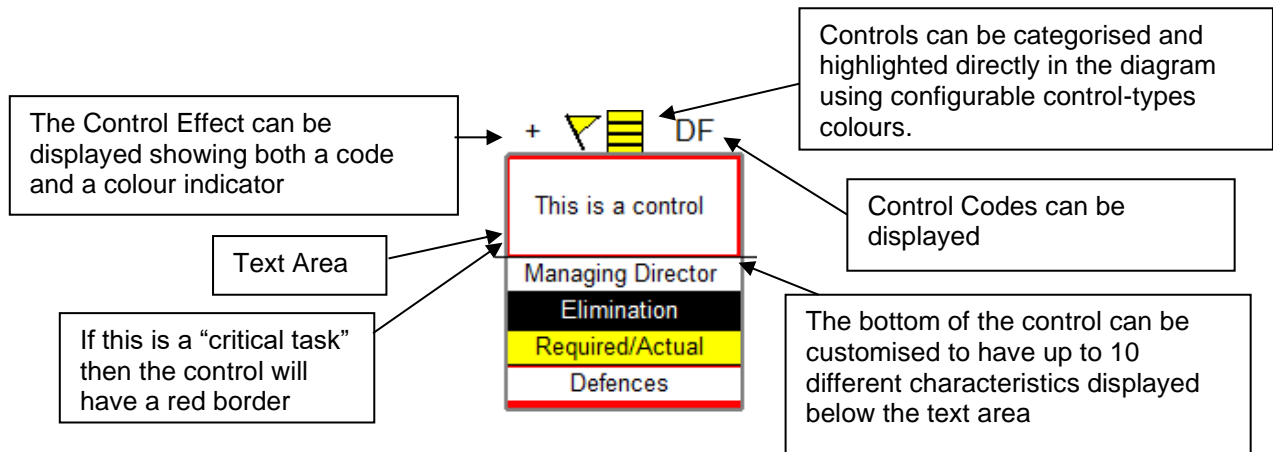 Controls can be categorised and
highlighted directly in the diagram
using configurable control-types
colours.
The Control Effect can be
displayed showing both a code
and a colour indicator
+ DF
This is a control
Control Codes can be
displayed
Text Area
Managing Director
Elimination
Required/Actual
Defences
If this is a “critical task”
then the control will
have a red border
The bottom of the control can be
customised to have up to 10
different characteristics displayed
below the text area